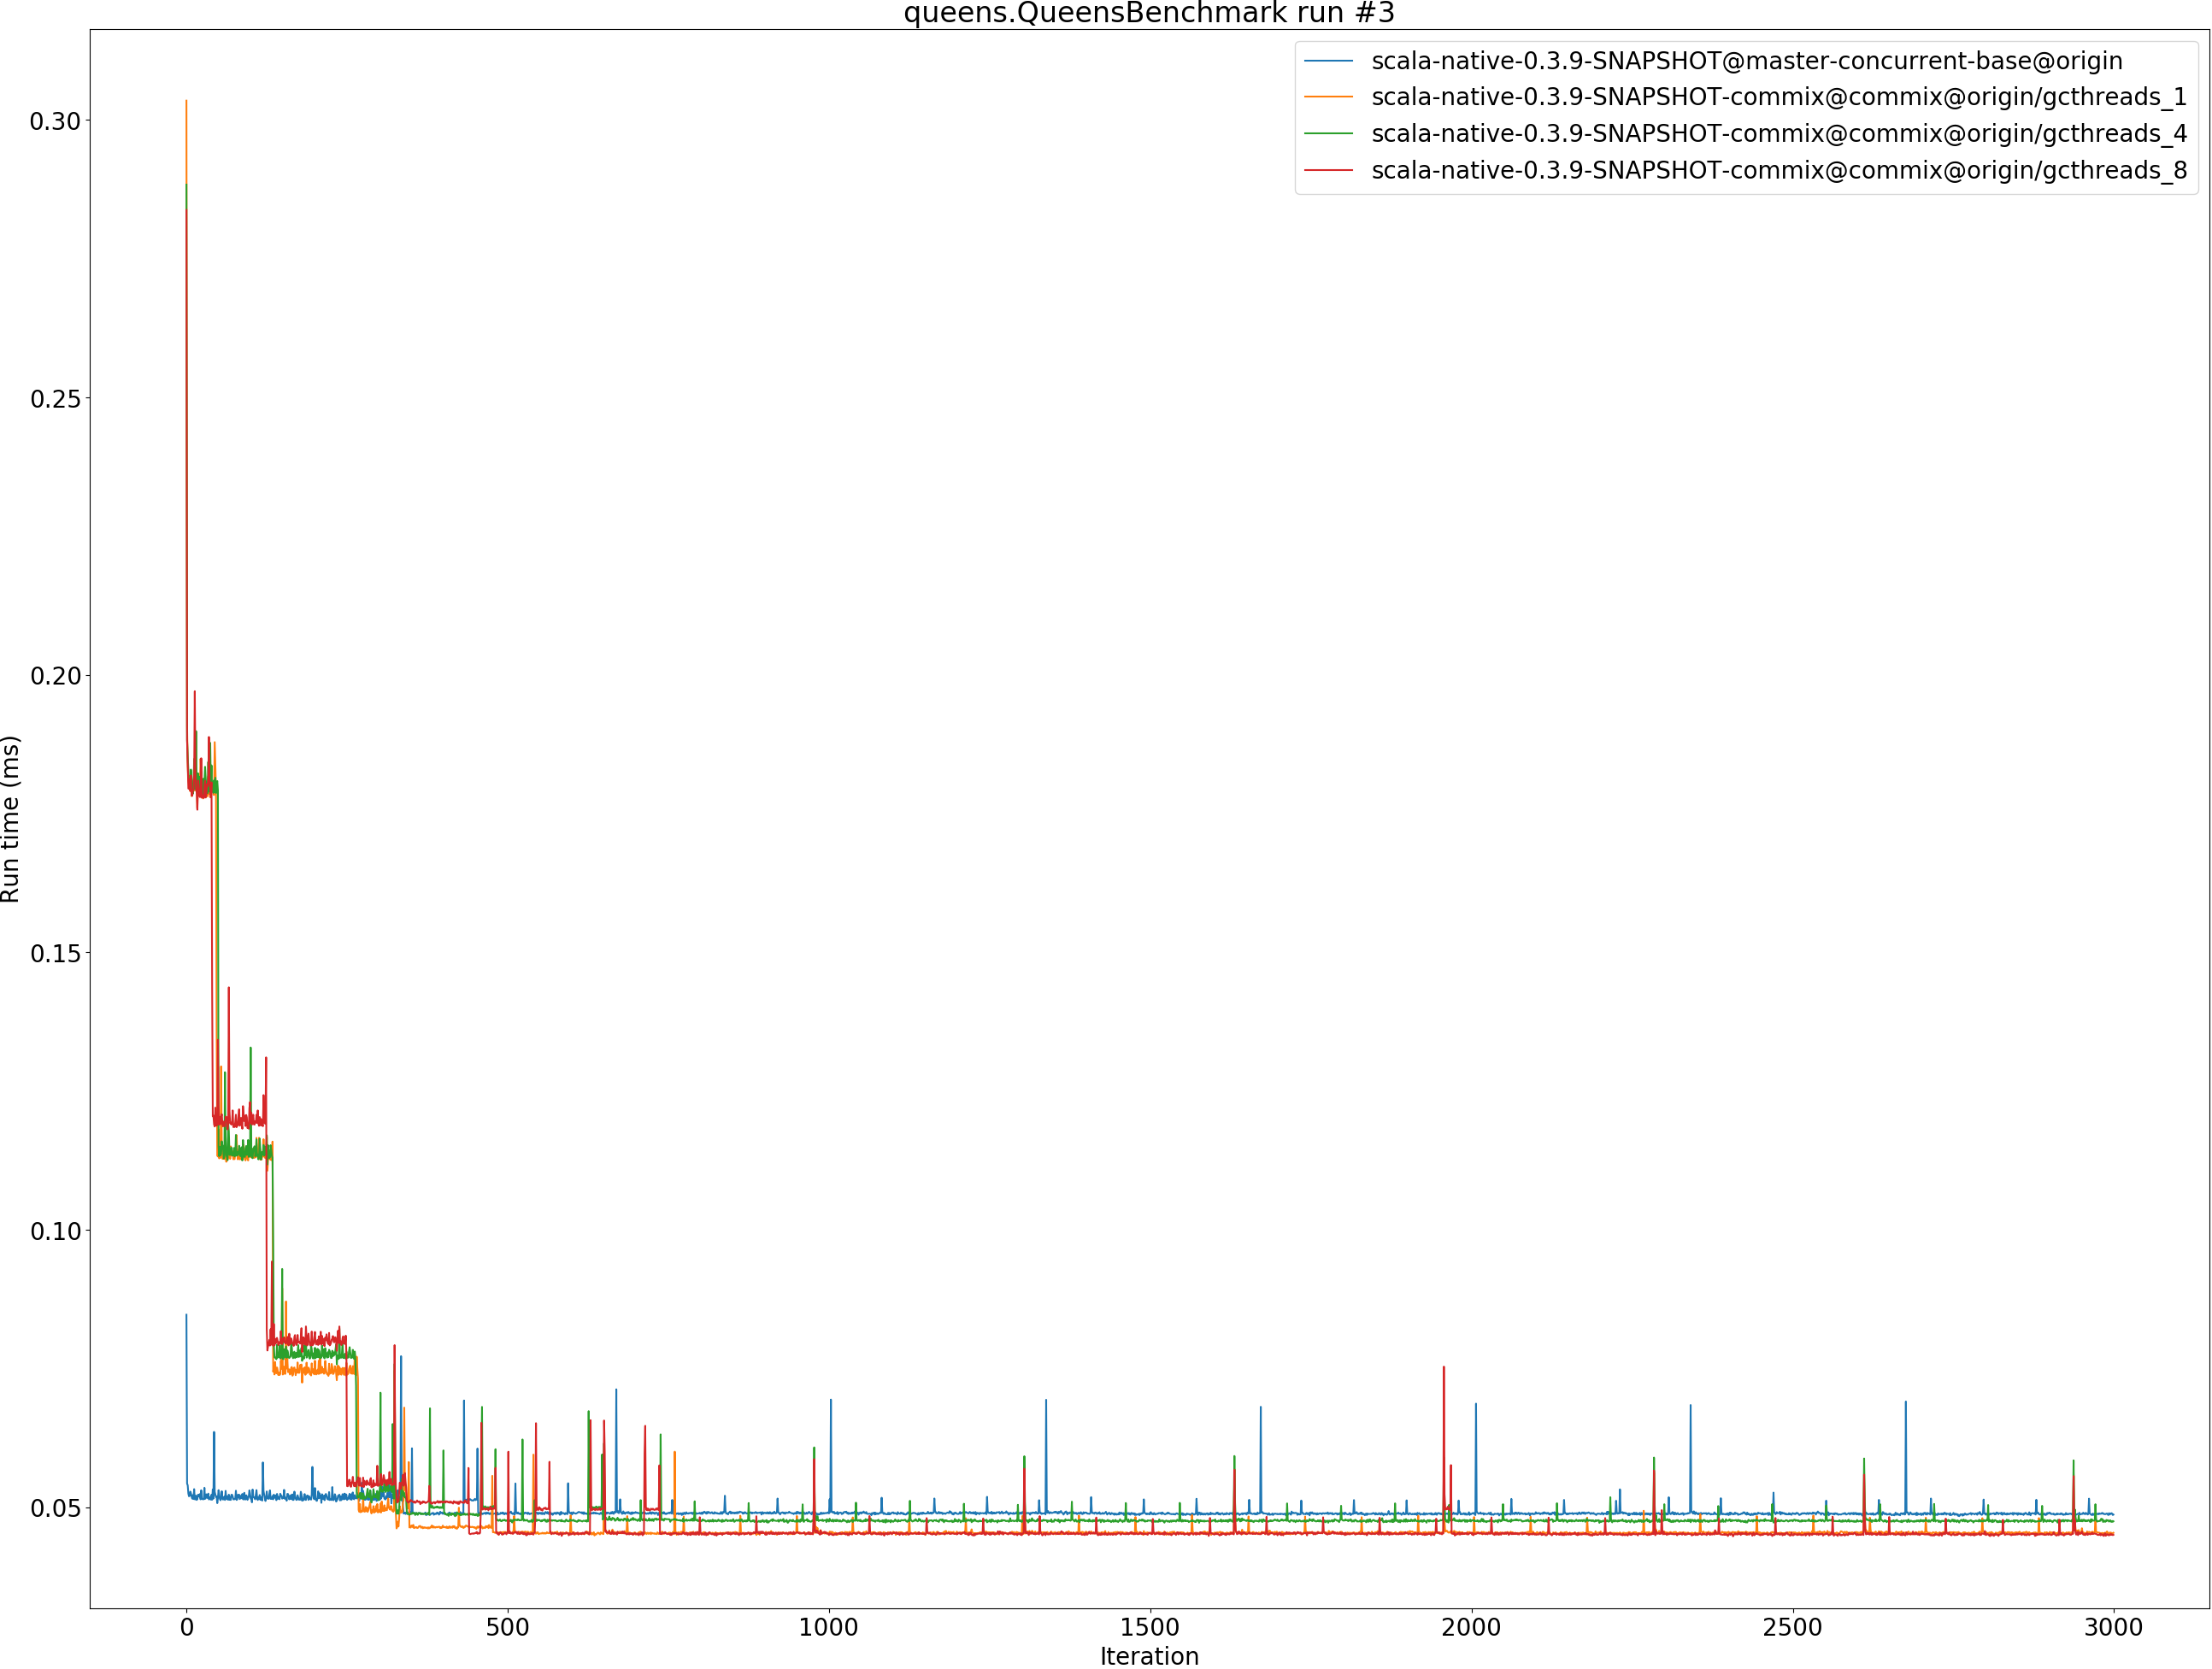 queens.QueensBenchmark run #3
scala-native-0.3.9-SNAPSHOT@master-concurrent-base@origin
scala-native-0.3.9-SNAPSHOT-commix@commix@origin/gcthreads_1
scala-native-0.3.9-SNAPSHOT-commix@commix@origin/gcthreads_4
scala-native-0.3.9-SNAPSHOT-commix@commix@origin/gcthreads_8
0.30
0.25
0.20
0.15
0.10
0.05
Run time (ms)
0 500 1000 1500 2000 2500 3000
Iteration